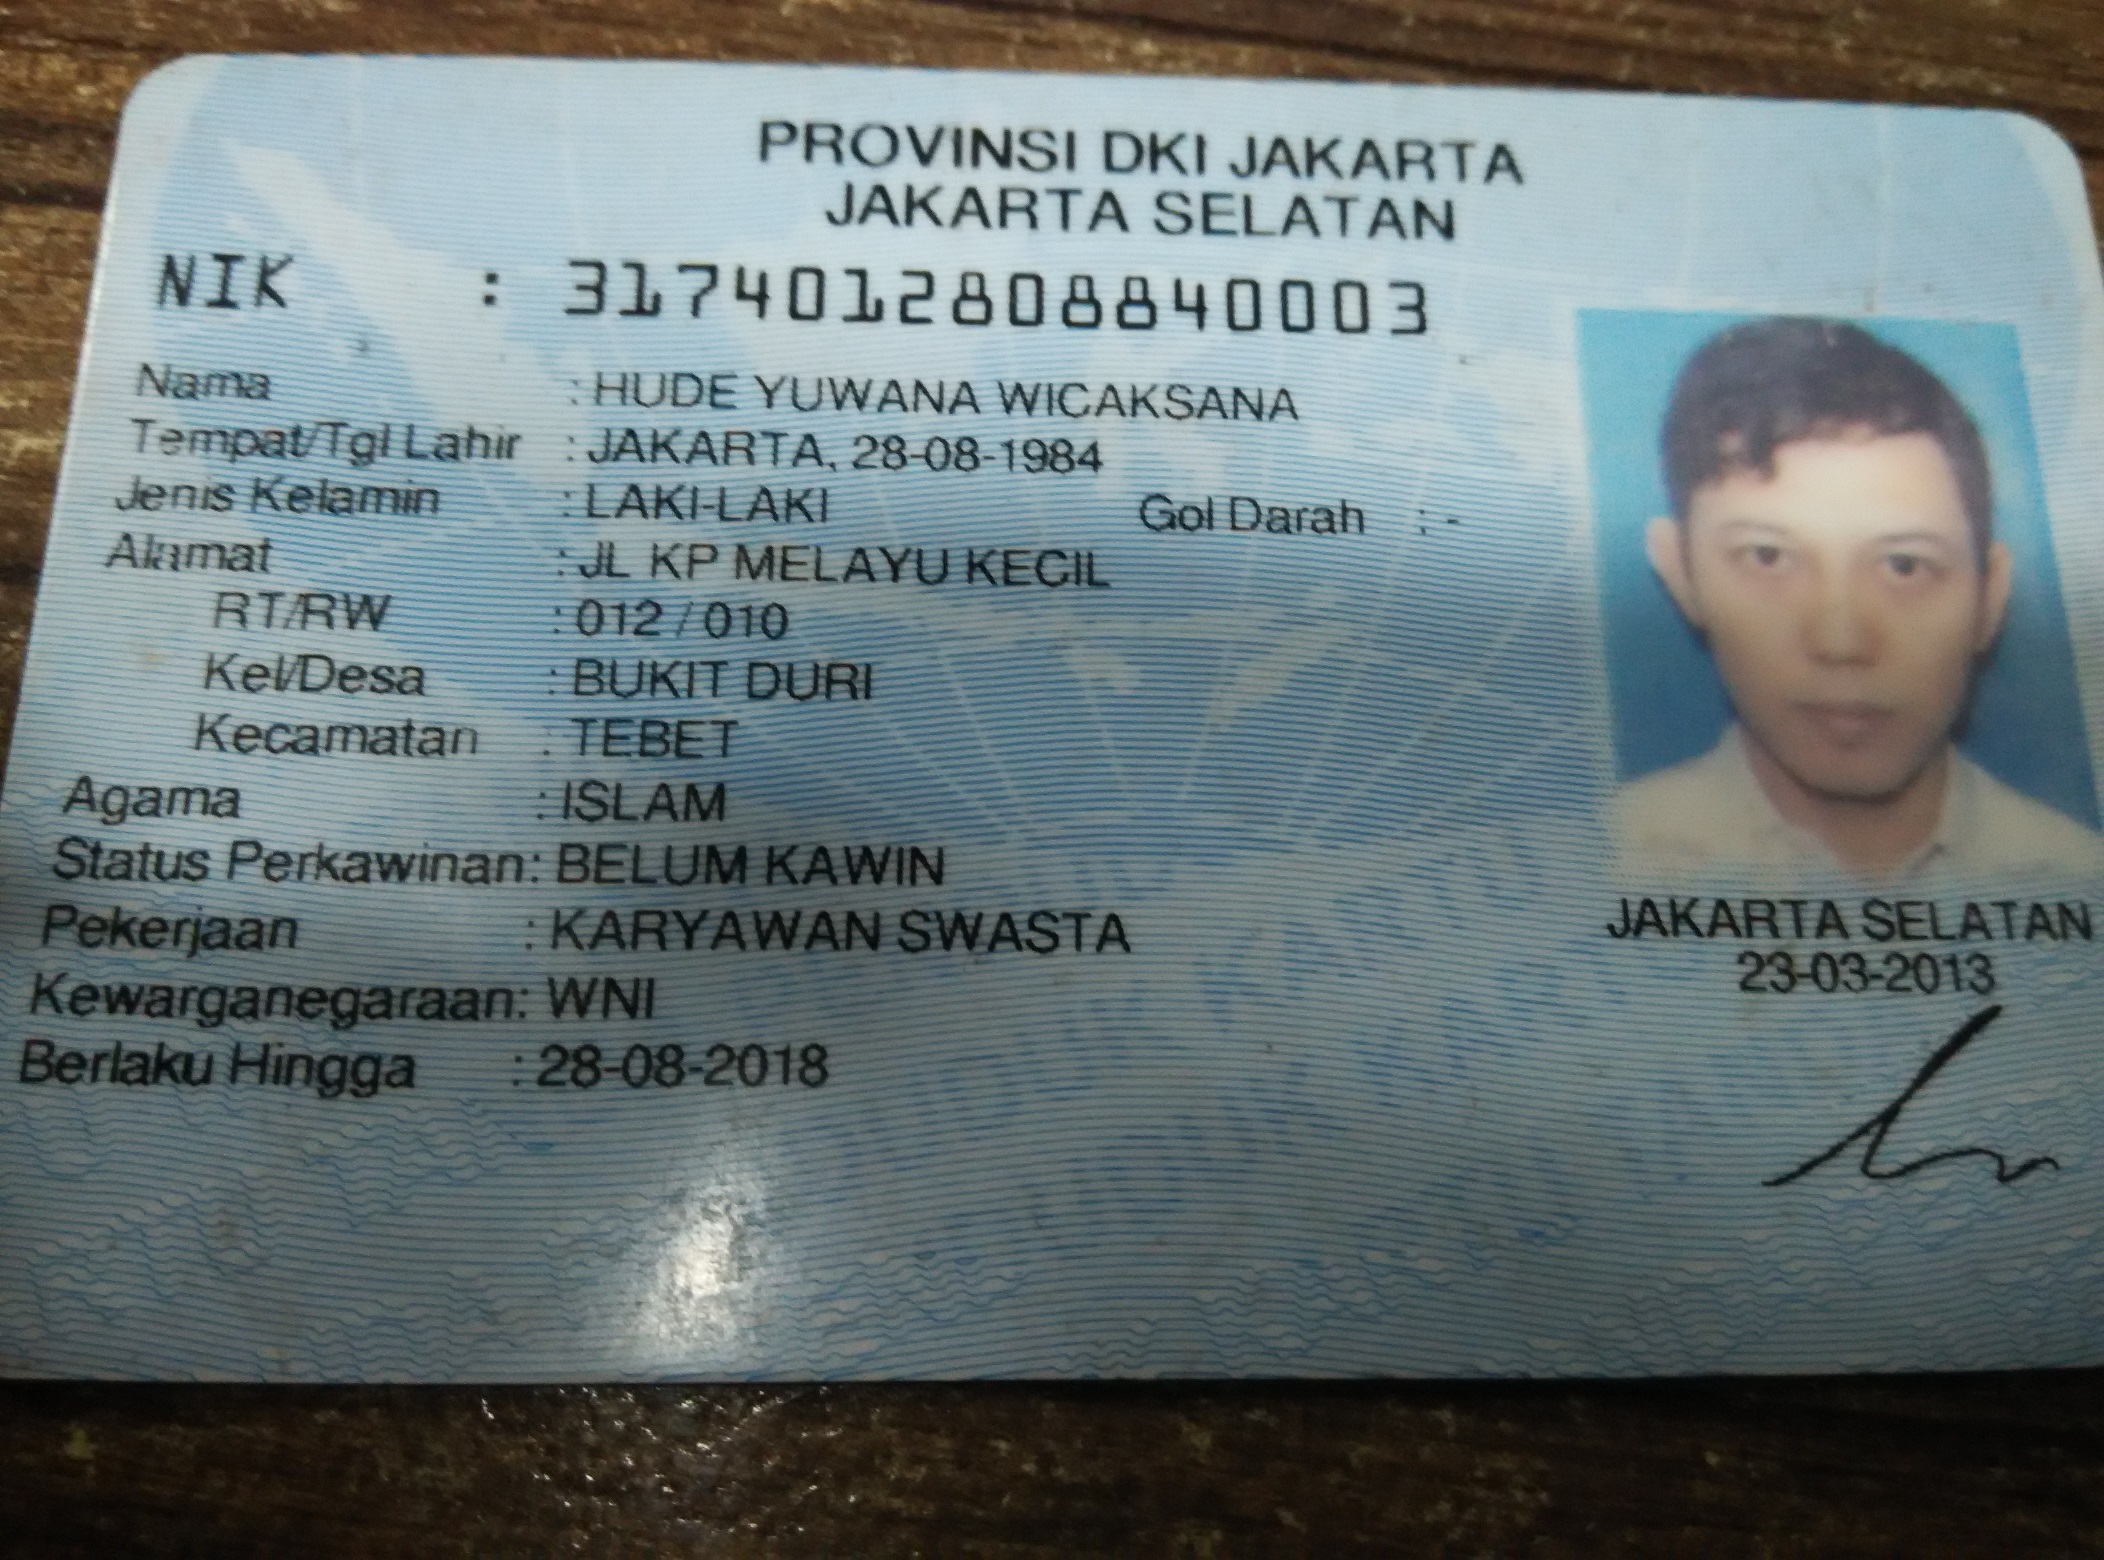 PROVINSI DKI JAKARTA
JAKARTA SELATAN
NIK : 3174012808840003
Nama : HUDE YUWANA WICAKSANA
Tempat/Tgl Lahir : JAKARTA, 28-08-1984
Jenis Kelamin : LAKI-LAKI Gol Darah : -
Alamat : JL KP MELAYU KECIL
RT/RW : 012 / 010
Kel/Desa : BUKIT DURI
Kecamatan : TEBET
Agama : ISLAM
Status Perkawinan: BELUM KAWIN
Pekerjaan : KARYAWAN SWASTA
Kewarganegaraan: WNI
Berlaku Hingga : 28-08-2018
JAKARTA SELATAN
23-03-2013